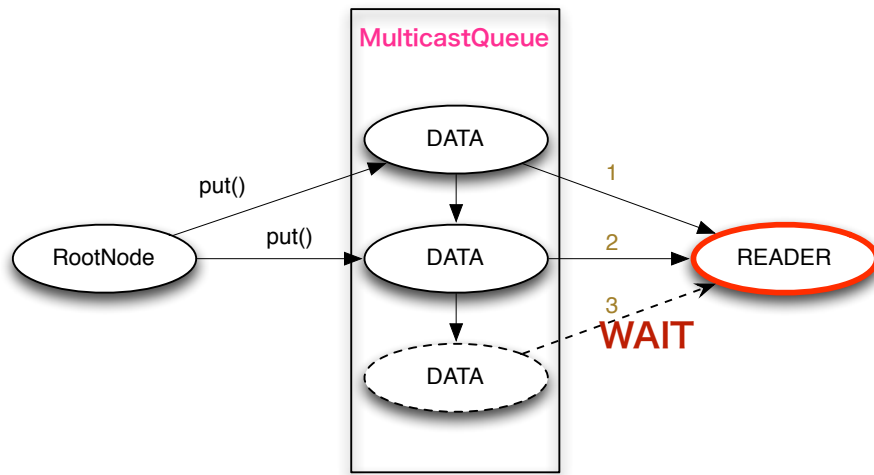 MulticastQueue
DATA
1
put()
put()
2
RootNode
DATA
READER
3
WAIT
DATA